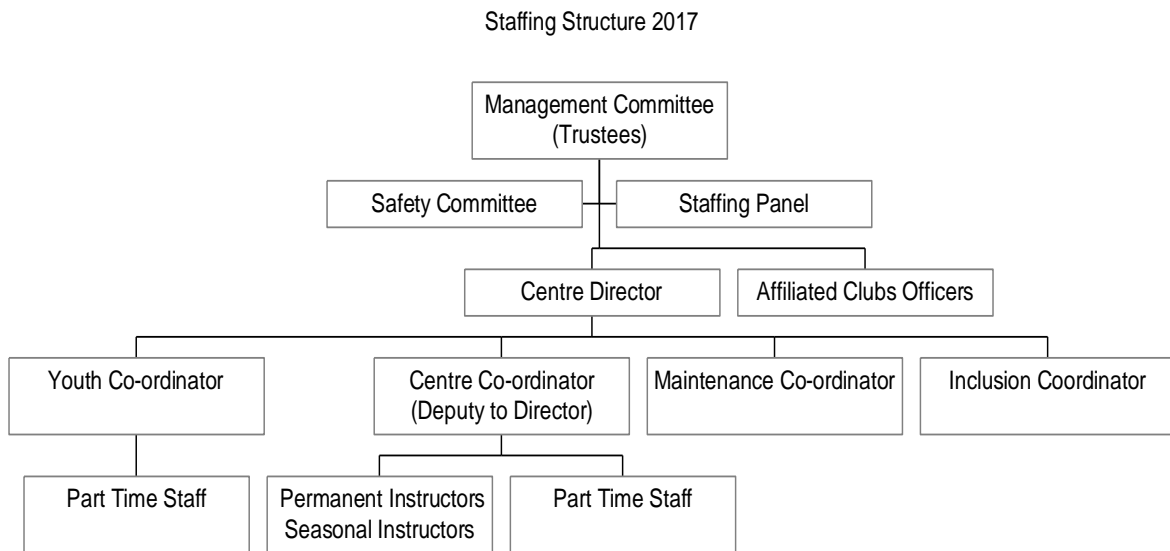 Staffing Structure 2017
Management Committee
(Trustees)
Safety Committee
Staffing Panel
Centre Director
Affiliated Clubs Officers
Youth Co-ordinator
Centre Co-ordinator
(Deputy to Director)
Maintenance Co-ordinator
Inclusion Coordinator
Part Time Staff
Permanent Instructors
Seasonal Instructors
Part Time Staff